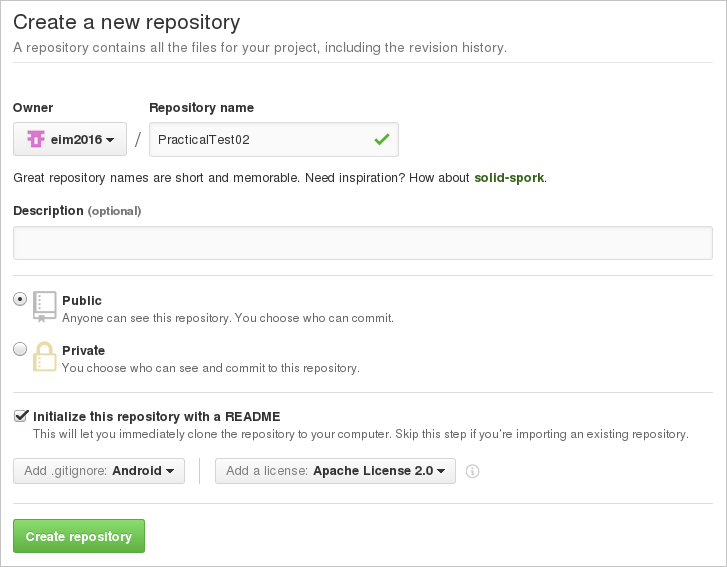 Create a new repository
A repository contains all the files for your project, including the revision history.
Owner Repository name
eim2016 / PracticalTest02
Great repository names are short and memorable. Need inspiration? How about solid-spork.
Description (optional)
Public
Anyone can see this repository. You choose who can commit.
Private
You choose who can see and commit to this repository.
Initialize this repository with a README
This will let you immediately clone the repository to your computer. Skip this step if you're importing an existing repository.
Add .gitignore: Android Add a license: Apache License 2.0
Create repository